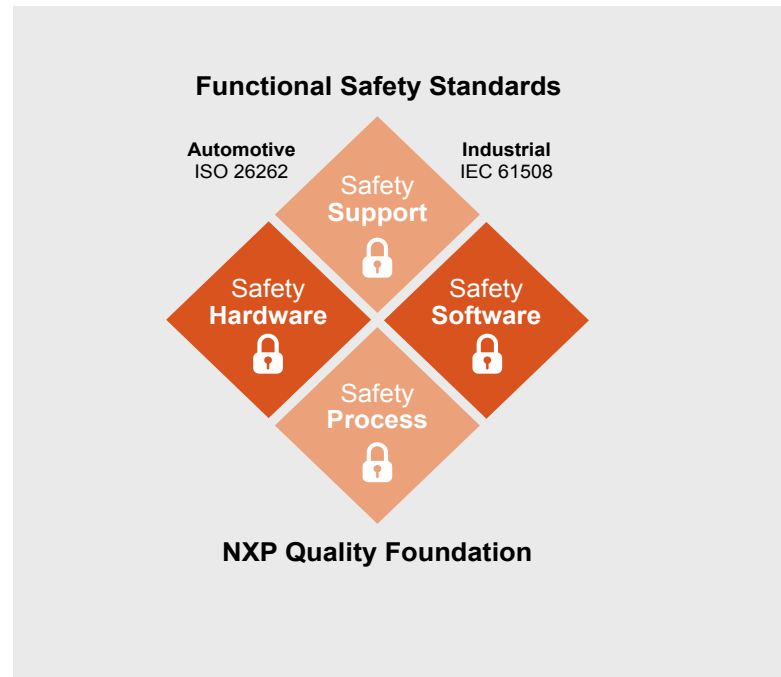 Functional Safety Standards
Automotive
ISO 26262
Industrial
IEC 61508
Safety
Support
Safety
Hardware
Safety
Software
Safety
Process
NXP Quality Foundation